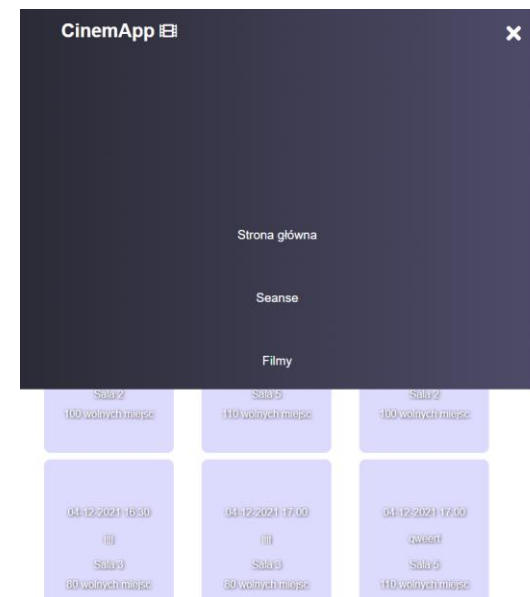 CinemApp
Strona główna
Seanse
Filmy
Sala 2
100 wolnych miejsc
Sala 5
110 wolnych miejsc
Sala 2
100 wolnych miejsc
04-12-2021 16:30
Sala 3
80 wolnych miejsc
04-12-2021 17:00
Sala 3
80 wolnych miejsc
04-12-2021 17:00
qweert
Sala 5
110 wolnych miejsc